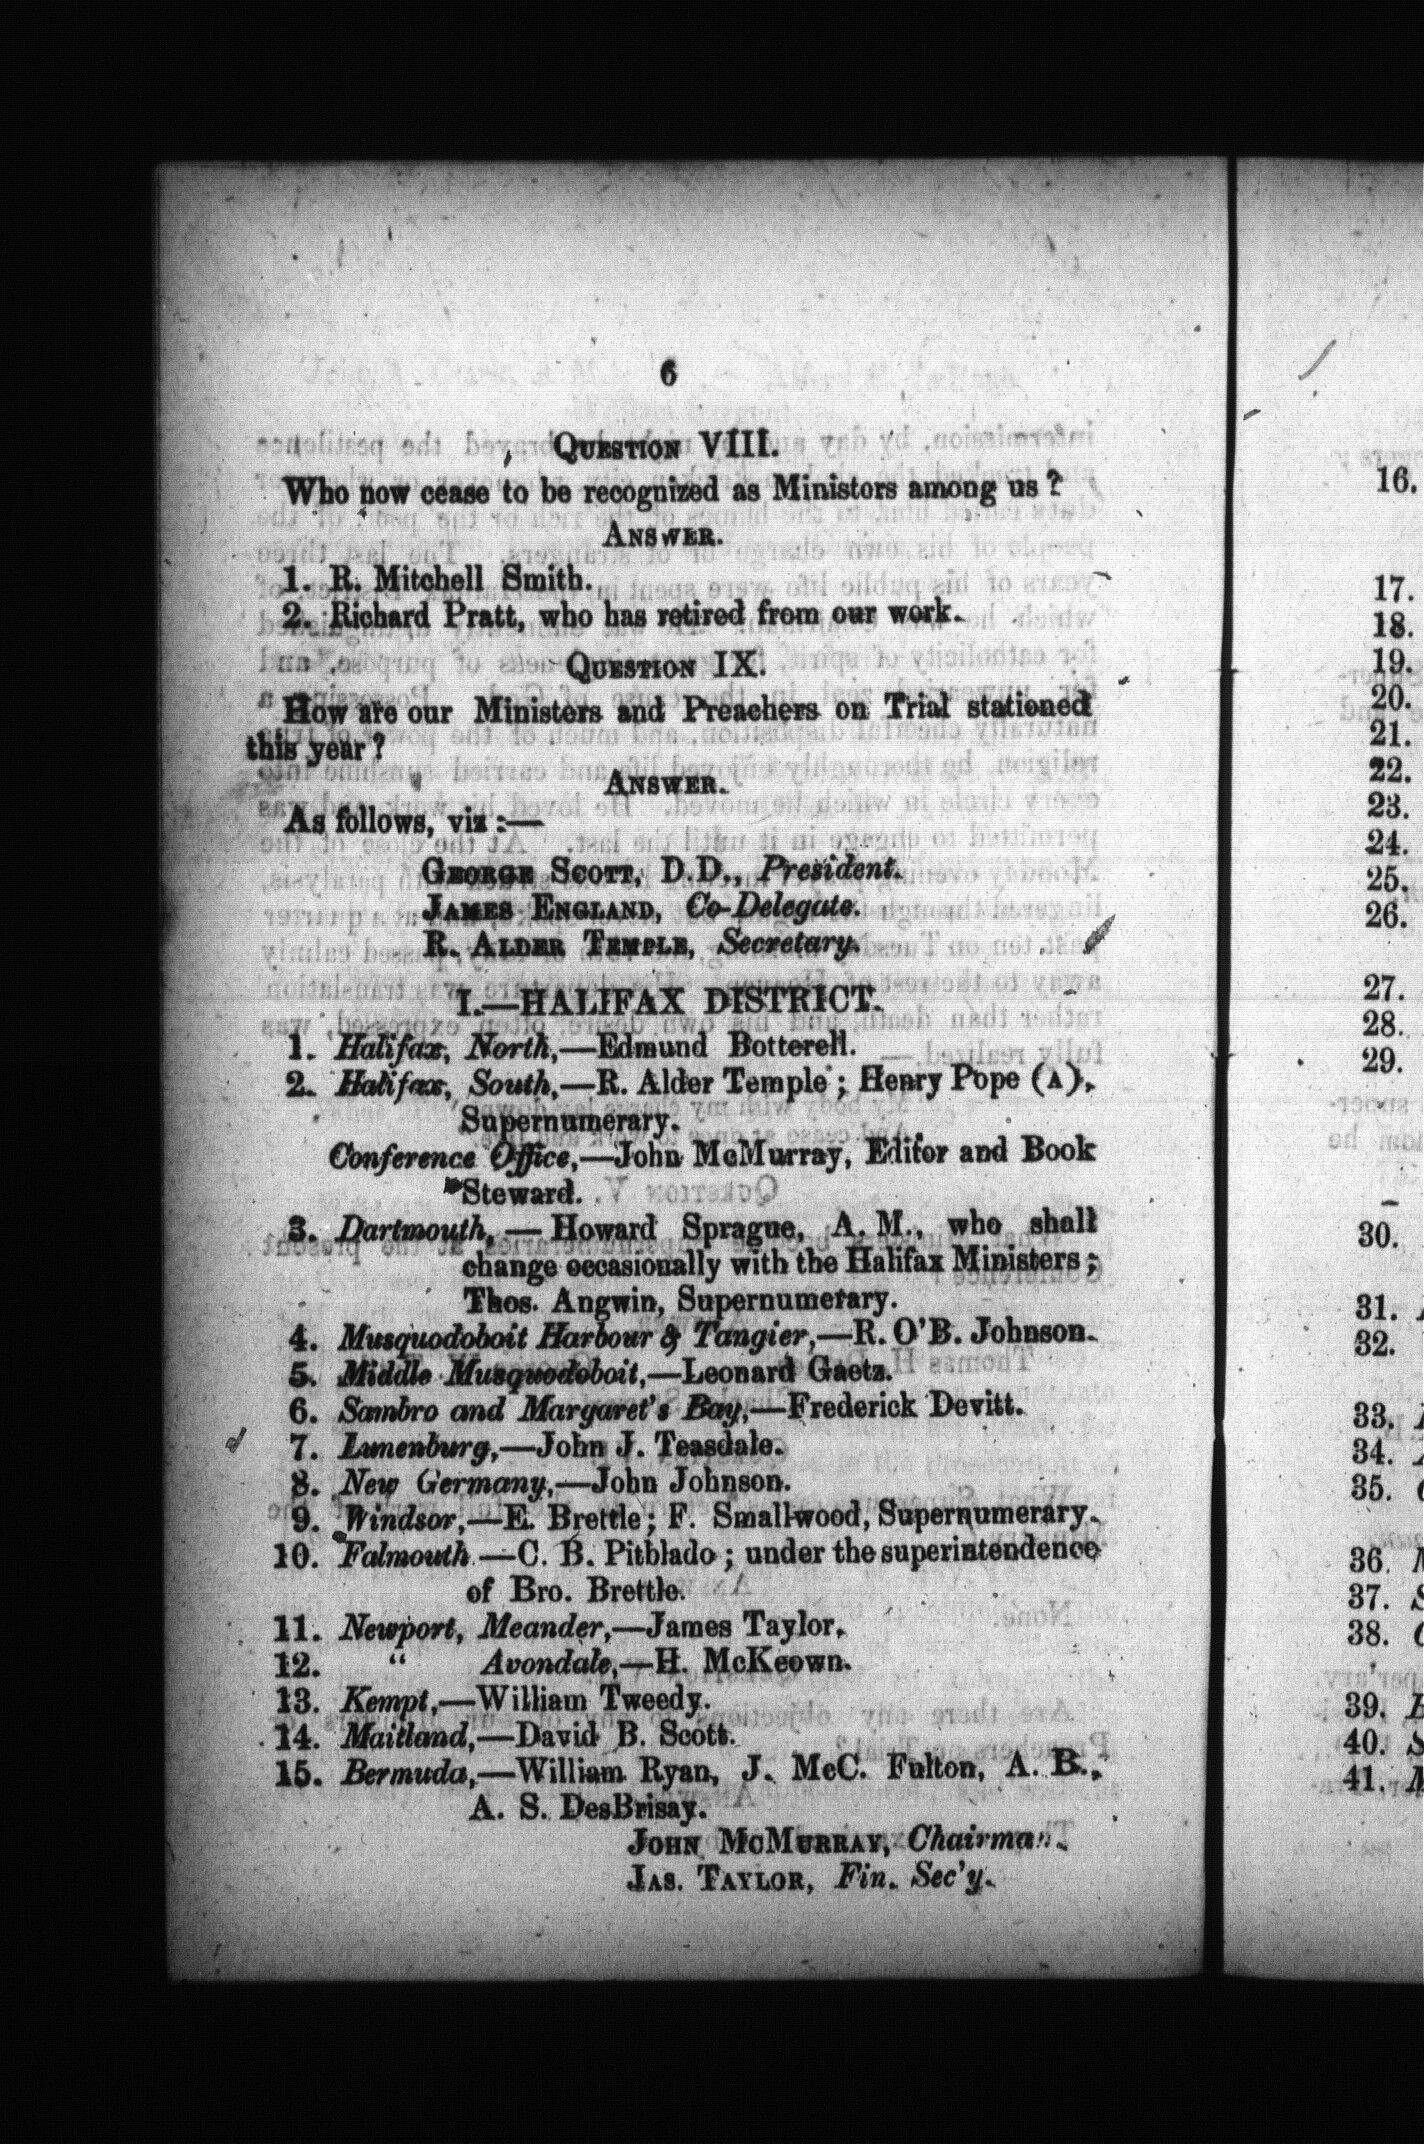 6
QUESTION VIII.
Who now cease to be recognized as Ministors among us?
ANSWER.
1. R. Mitchell Smith.
2. Richard Pratt, who has retired from our work.
QUESTION IX.
How are our Ministers and Preachers on Trial stationed
this year?
ANSWER.
As follows, viz:—
GEORGE SCOTT, D.D., President.
JAMES ENGLAND, Co-Delegate.
R. ALDER TEMPLE, Secretary.
I.—HALIFAX DISTRICT.
1. Halifax, North,—Edmund Botterell.
2. Halifax, South,—R. Alder Temple; Henry Pope (A),
Supernumerary.
Conference Office,—John McMurray, Editor and Book
Steward.
3. Dartmouth,—Howard Sprague, A. M., who shall
change occasionally with the Halifax Ministers;
Thos. Angwin, Supernumerary.
4. Musquodoboit Harbour & Tangier,—R. O'B. Johnson.
5. Middle Musquodoboit,—Leonard Gaetz.
6. Sambro and Margaret's Bay,—Frederick Devitt.
7. Lunenburg,—John J. Teasdale.
8. New Germany,—John Johnson.
9. Windsor,—E. Brettle; F. Smallwood, Supernumerary.
10. Falmouth.—C. B. Pitblado; under the superintendence
of Bro. Brettle.
11. Newport, Meander,—James Taylor.
12. " Avondale,—H. McKeown.
13. Kempt,—William Tweedy.
14. Maitland,—David B. Scott.
15. Bermuda,—William Ryan, J. McC. Fulton, A. B.,
A. S. DesBrisay.
JOHN MCMURRAY, Chairman.
JAS. TAYLOR, Fin. Sec'y.
16.
17.
18.
19.
20.
21.
22.
23.
24.
25.
26.
27.
28.
29.
30.
31.
32.
33.
34.
35.
36.
37.
38.
39.
40.
41.